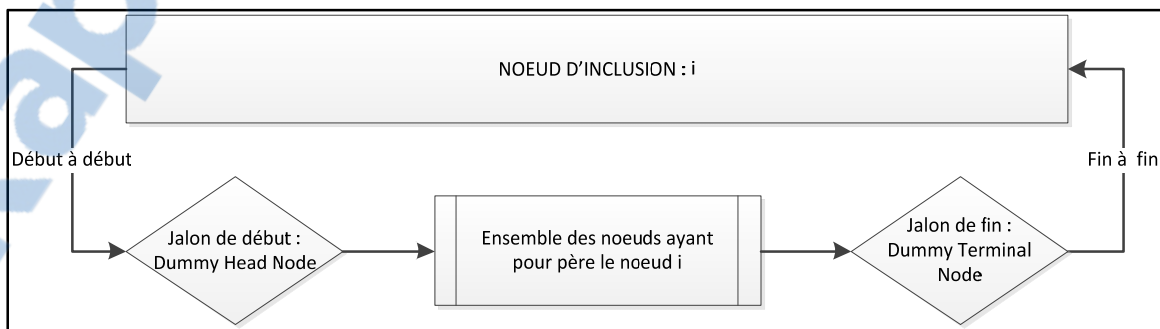 NOEUD D'INCLUSION : i
Début à début
Fin à fin
Jalon de début :
Dummy Head Node
Ensemble des noeuds ayant
pour père le noeud i
Jalon de fin :
Dummy Terminal
Node